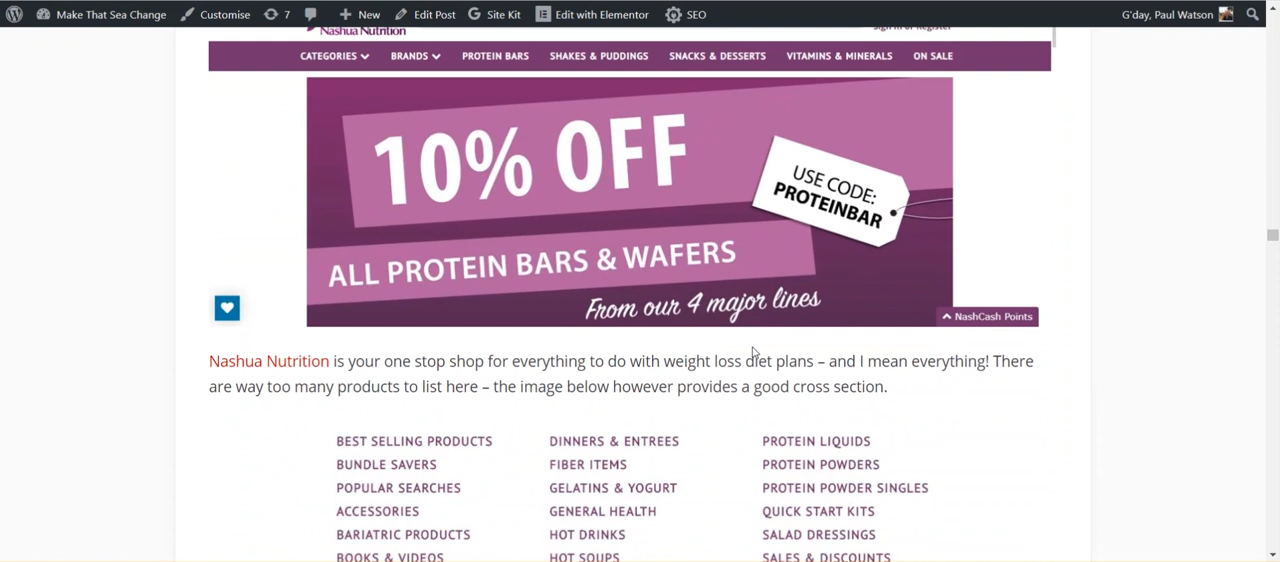 Make That Sea Change Customise 7 New Edit Post Site Kit Edit with Elementor SEO G'day, Paul Watson
Nashua Nutrition Sign in or Register
CATEGORIES BRANDS PROTEIN BARS SHAKES & PUDDINGS SNACKS & DESSERTS VITAMINS & MINERALS ON SALE
10% OFF
USE CODE:
PROTEINBAR
ALL PROTEIN BARS & WAFERS
From our 4 major lines
NashCash Points
Nashua Nutrition is your one stop shop for everything to do with weight loss diet plans – and I mean everything! There
are way too many products to list here – the image below however provides a good cross section.
BEST SELLING PRODUCTS DINNERS & ENTREES PROTEIN LIQUIDS
BUNDLE SAVERS FIBER ITEMS PROTEIN POWDERS
POPULAR SEARCHES GELATINS & YOGURT PROTEIN POWDER SINGLES
ACCESSORIES GENERAL HEALTH QUICK START KITS
BARIATRIC PRODUCTS HOT DRINKS SALAD DRESSINGS
BOOKS & VIDEOS HOT SOUPS SALES & DISCOUNTS